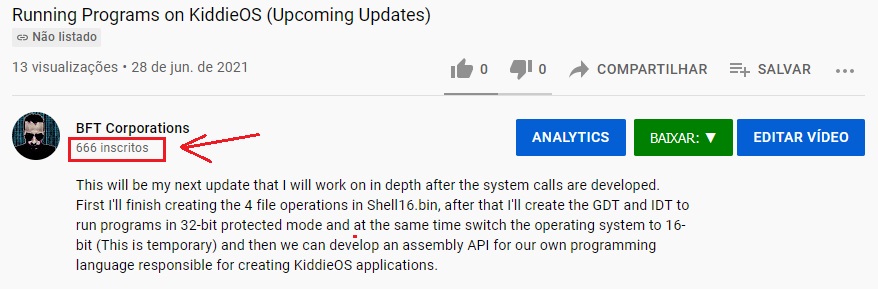 Running Programs on KiddieOS (Upcoming Updates)
Não listado
13 visualizações • 28 de jun. de 2021
0
0
COMPARTILHAR
SALVAR
...
BFT Corporations
666 inscritos
ANALYTICS
BAIXAR: ▼
EDITAR VÍDEO
This will be my next update that I will work on in depth after the system calls are developed.
First I'll finish creating the 4 file operations in Shell16.bin, after that I'll create the GDT and IDT to
run programs in 32-bit protected mode and at the same time switch the operating system to 16-
bit (This is temporary) and then we can develop an assembly API for our own programming
language responsible for creating KiddieOS applications.